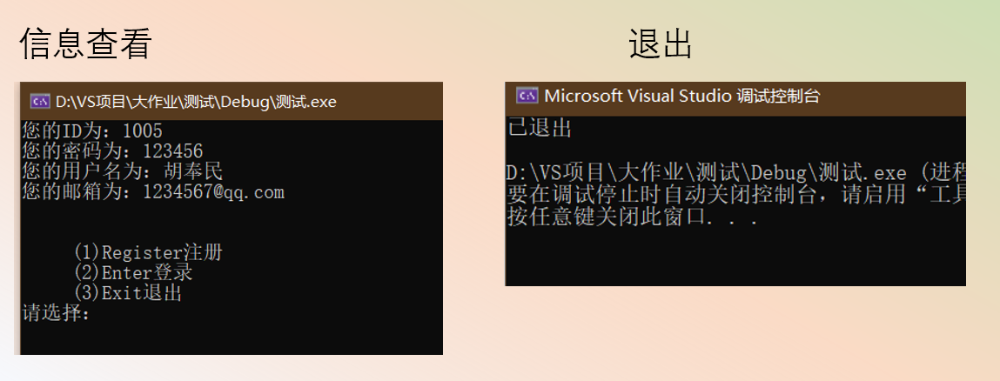 信息查看
D:\VS项目\大作业\测试\Debug\测试.exe
您的ID为：1005
您的密码为：123456
您的用户名为：胡奉民
您的邮箱为：1234567@qq.com
(1)Register注册
(2)Enter登录
(3)Exit退出
请选择：
退出
Microsoft Visual Studio 调试控制台
已退出
D:\VS项目\大作业\测试\Debug\测试.exe (进程
要在调试停止时自动关闭控制台，请启用“工具
按任意键关闭此窗口. . .